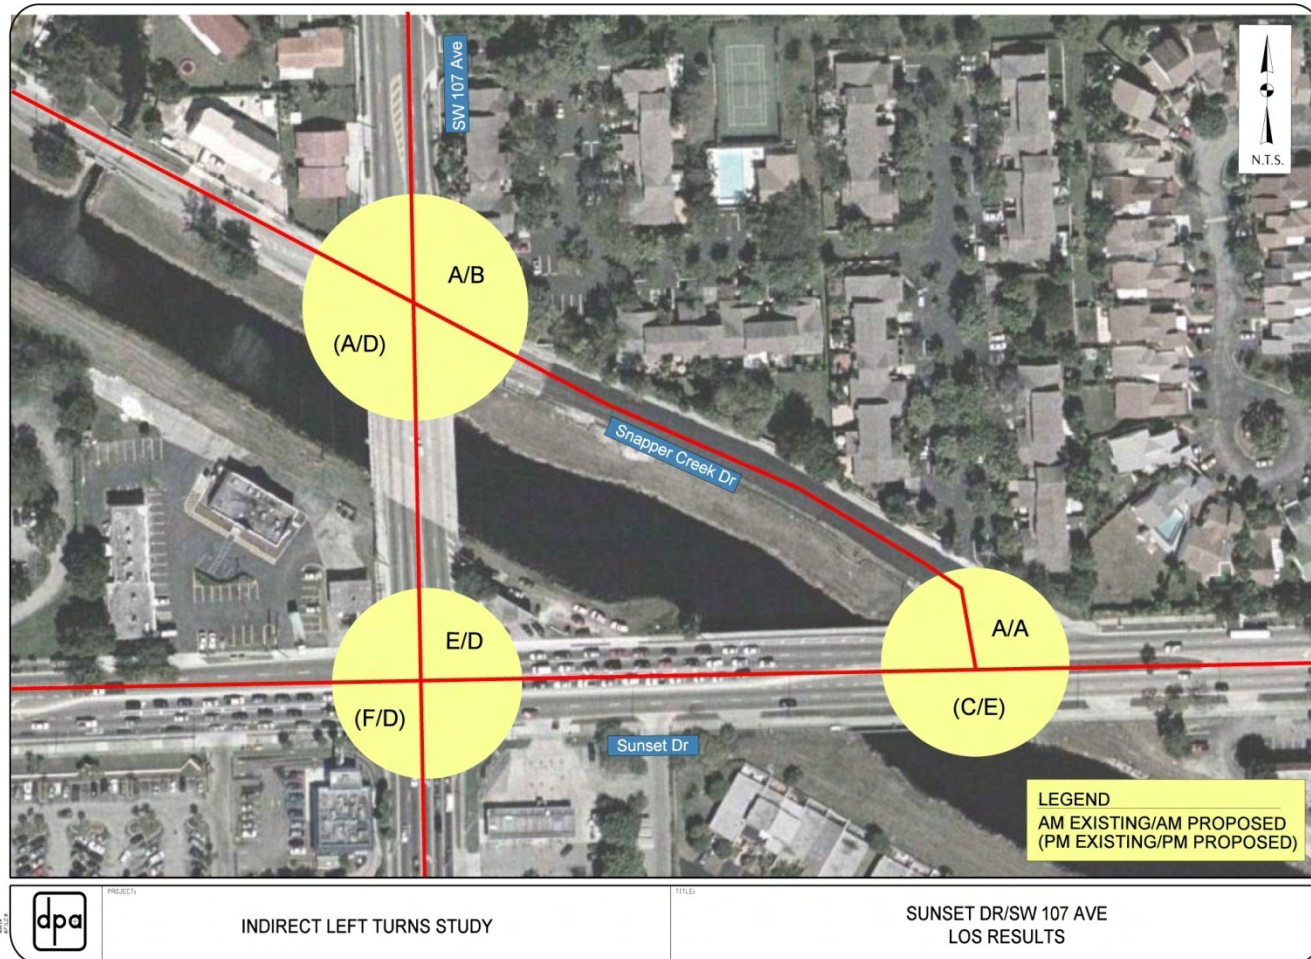 SW 107 Ave
N.T.S.
A/B
(A/D)
Snapper Creek Dr
A/A
(C/E)
E/D
(F/D)
Sunset Dr
LEGEND
AM EXISTING/AM PROPOSED
(PM EXISTING/PM PROPOSED)
dpa
PROJECT:
INDIRECT LEFT TURNS STUDY
TITLE:
SUNSET DR/SW 107 AVE
LOS RESULTS